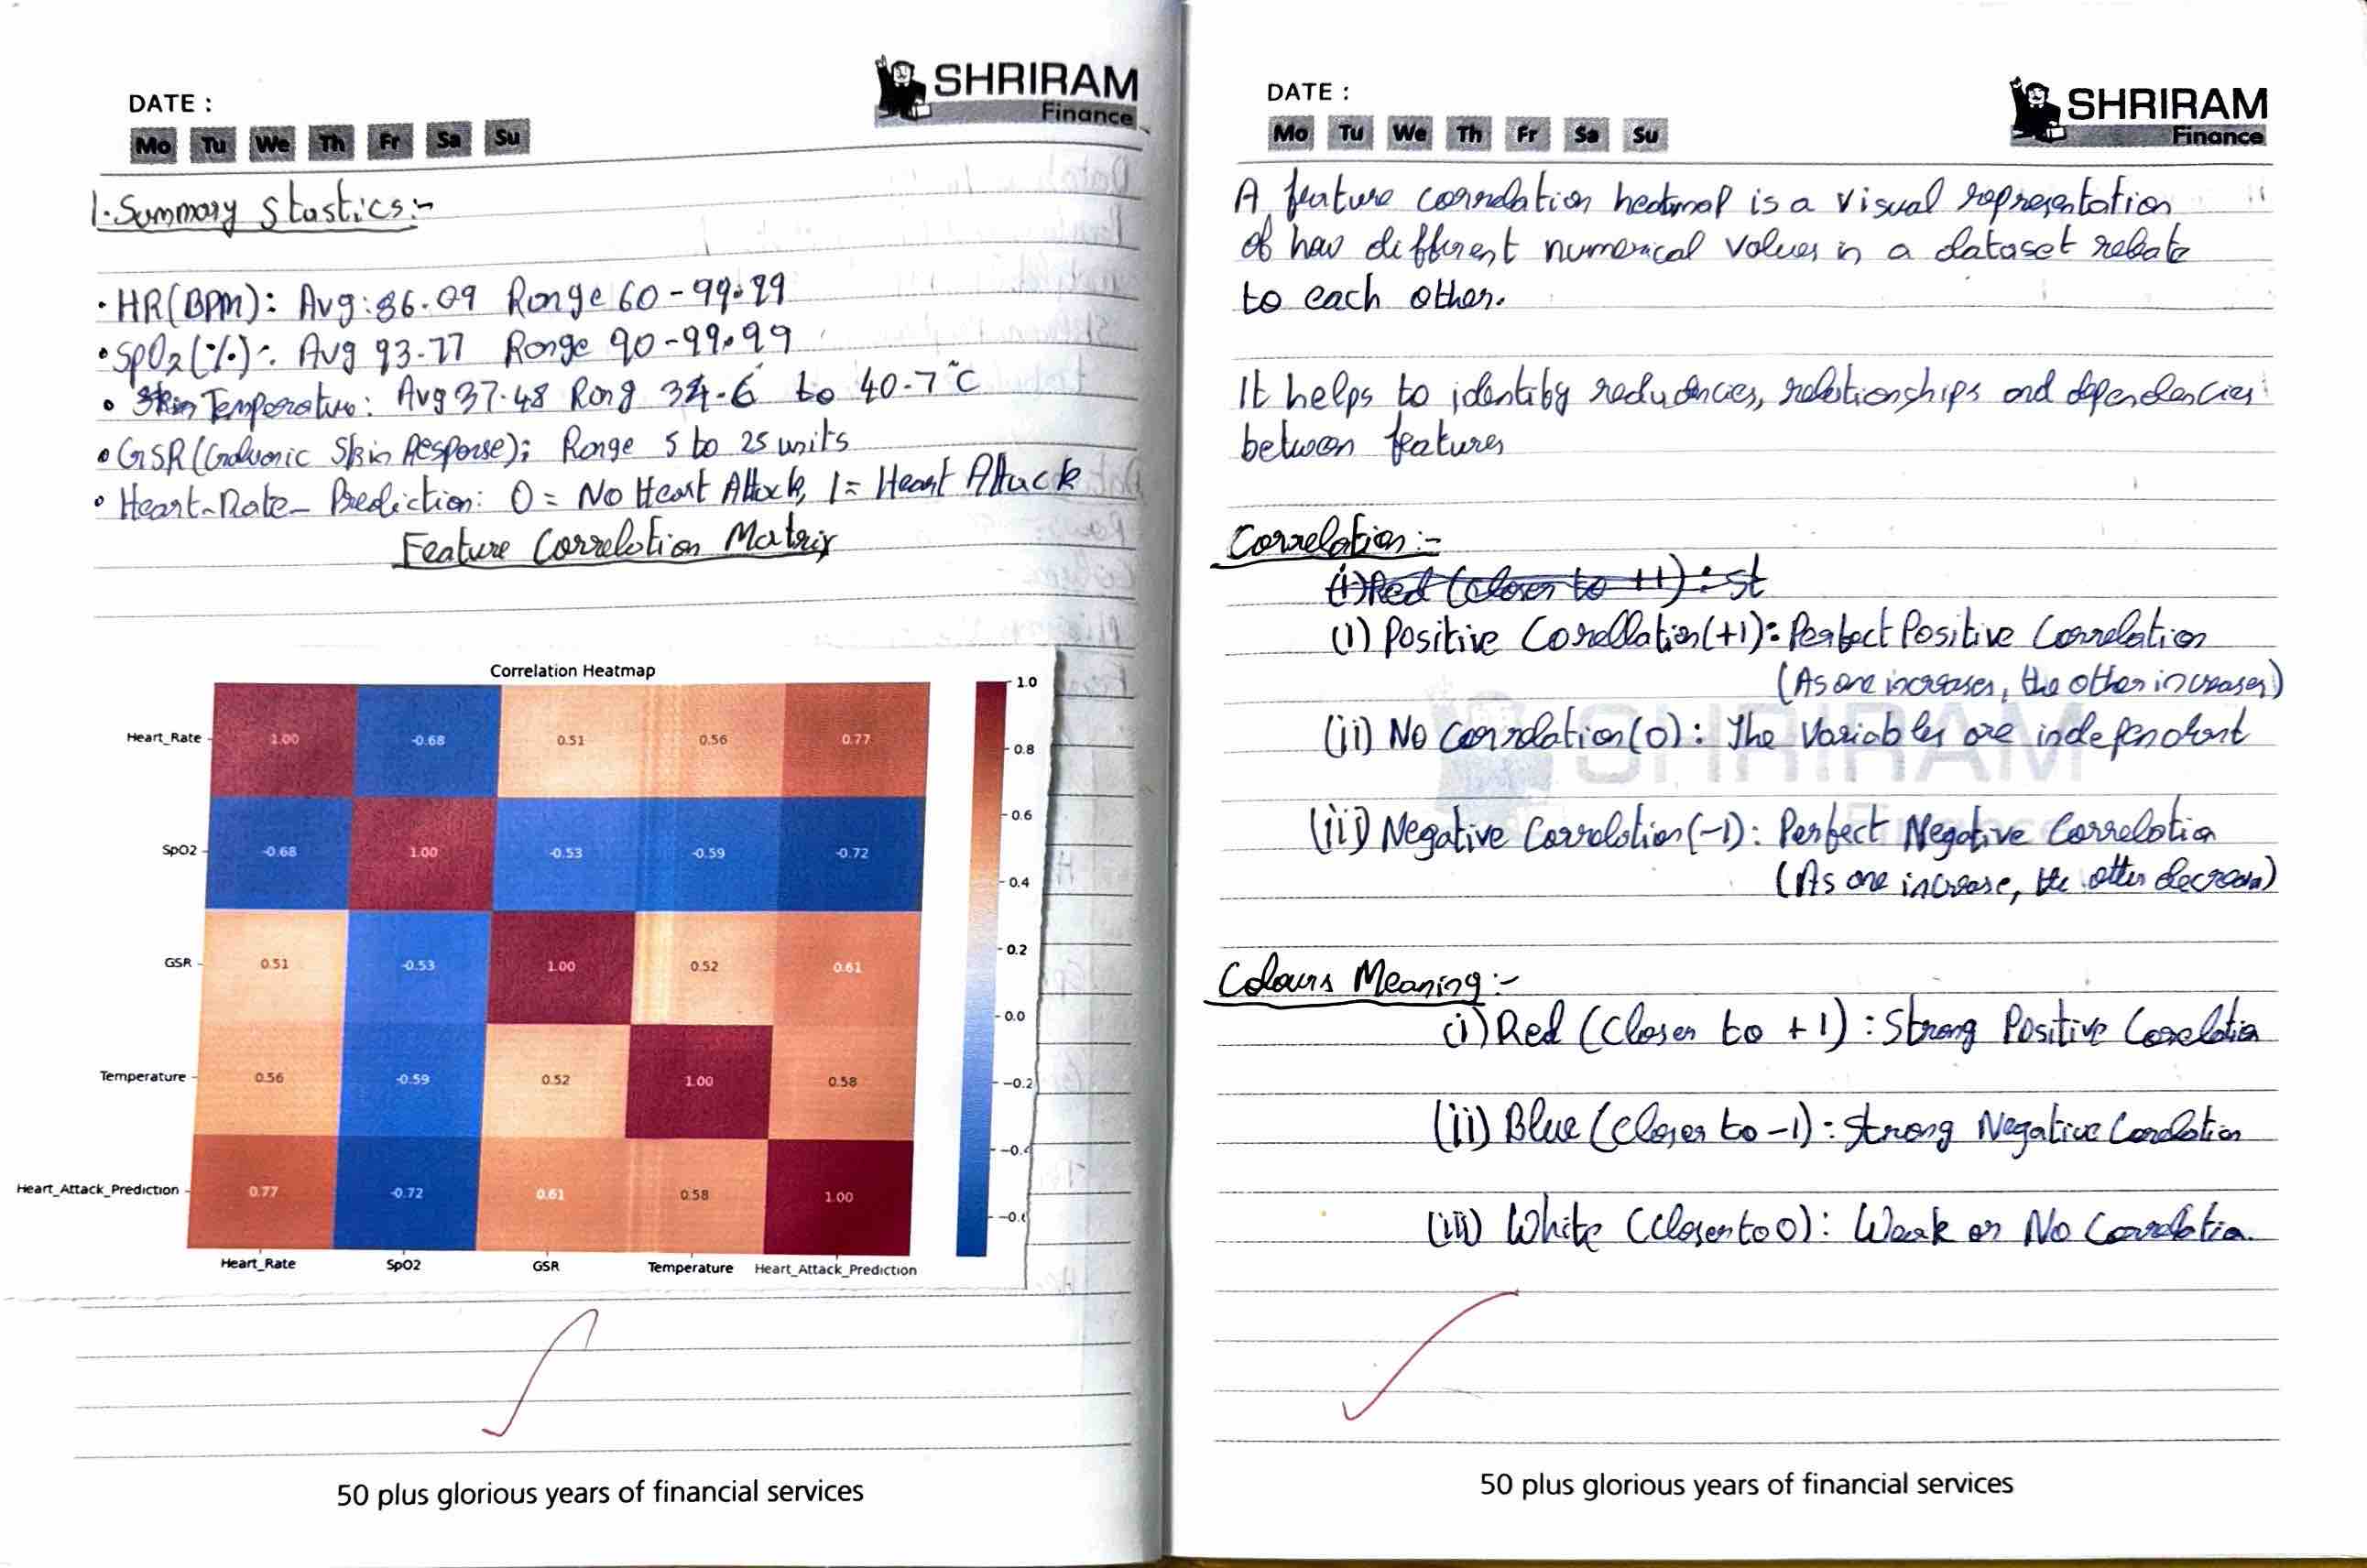 DATE :
SHRIRAM
Finance
Mo Tu We Th Fr Sa Su
1. Summary Stastics:-
• HR(BPM): Avg: 86.09 Range 60 - 99.99
• SpO2(%): Avg 93.77 Range 90 - 99.99
• Skin Temperature: Avg 37.48 Rang 34.6 to 40.7°C
• GSR (Galvanic Skin Response): Range 5 to 25 units
• Heart-Rate_ Prediction: 0 = No Heart Attack, 1 = Heart Attack
Feature Correlation Matrix
Correlation Heatmap
Heart_Rate 1.00 -0.68 0.51 0.56 0.77
SpO2 -0.68 1.00 -0.53 -0.59 -0.72
GSR 0.51 -0.53 1.00 0.52 0.61
Temperature 0.56 -0.59 0.52 1.00 0.58
Heart_Attack_Prediction 0.77 -0.72 0.61 0.58 1.00
Heart_Rate SpO2 GSR Temperature Heart_Attack_Prediction
1.0
0.8
0.6
0.4
0.2
0.0
-0.2
-0.4
50 plus glorious years of financial services
DATE :
SHRIRAM
Finance
Mo Tu We Th Fr Sa Su
A feature correlation heatmap is a visual representation
of how different numerical values in a dataset relate
to each other.
It helps to identify redudancies, relationships and dependencies
between features
Correlation :-
(i) Red (closer to +1) : st
(i) Positive Corellation (+1): Perfect Positive Correlation
(As one increases, the other increases)
(ii) No Correlation (0) : The Variables are independent
SHRIRAM
Finance
(iii) Negative Correlation (-1) : Perfect Negative Correlation
(As one increase, the other decrease)
Colours Meaning :-
(i) Red (Closer to +1) : Strong Positive Corelation
(ii) Blue (Closer to -1) : Strong Negative Corelation
(iii) White (Closer to 0) : Weak or No Correlation.
50 plus glorious years of financial services